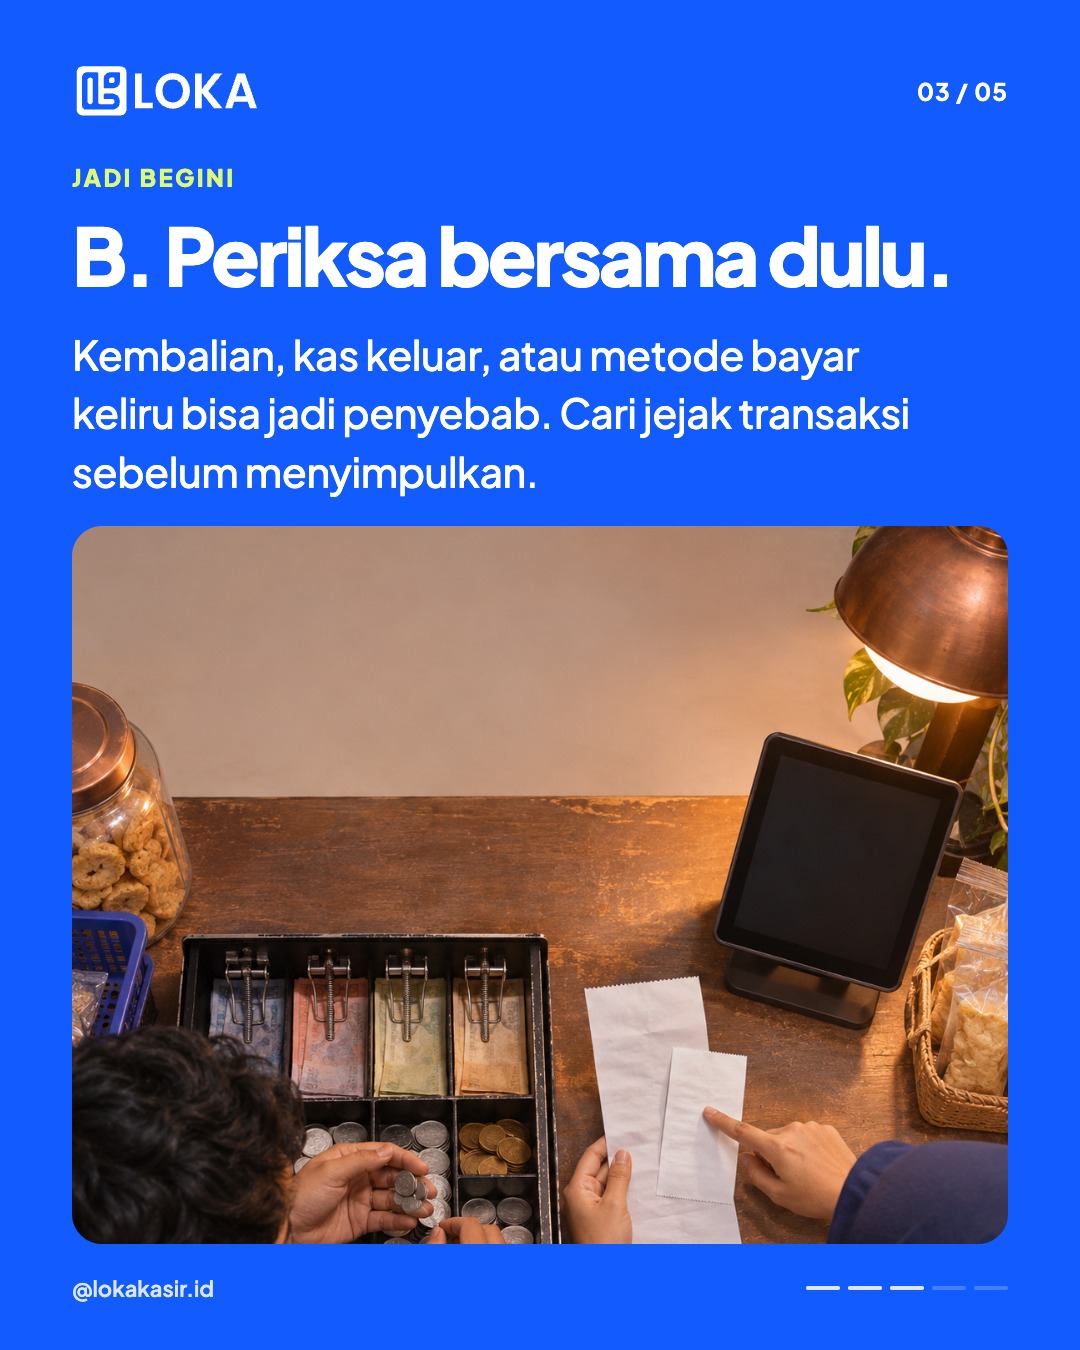 LOKA
03 / 05
JADI BEGINI
B. Periksa bersama dulu.
Kembalian, kas keluar, atau metode bayar
keliru bisa jadi penyebab. Cari jejak transaksi
sebelum menyimpulkan.
@lokakasir.id